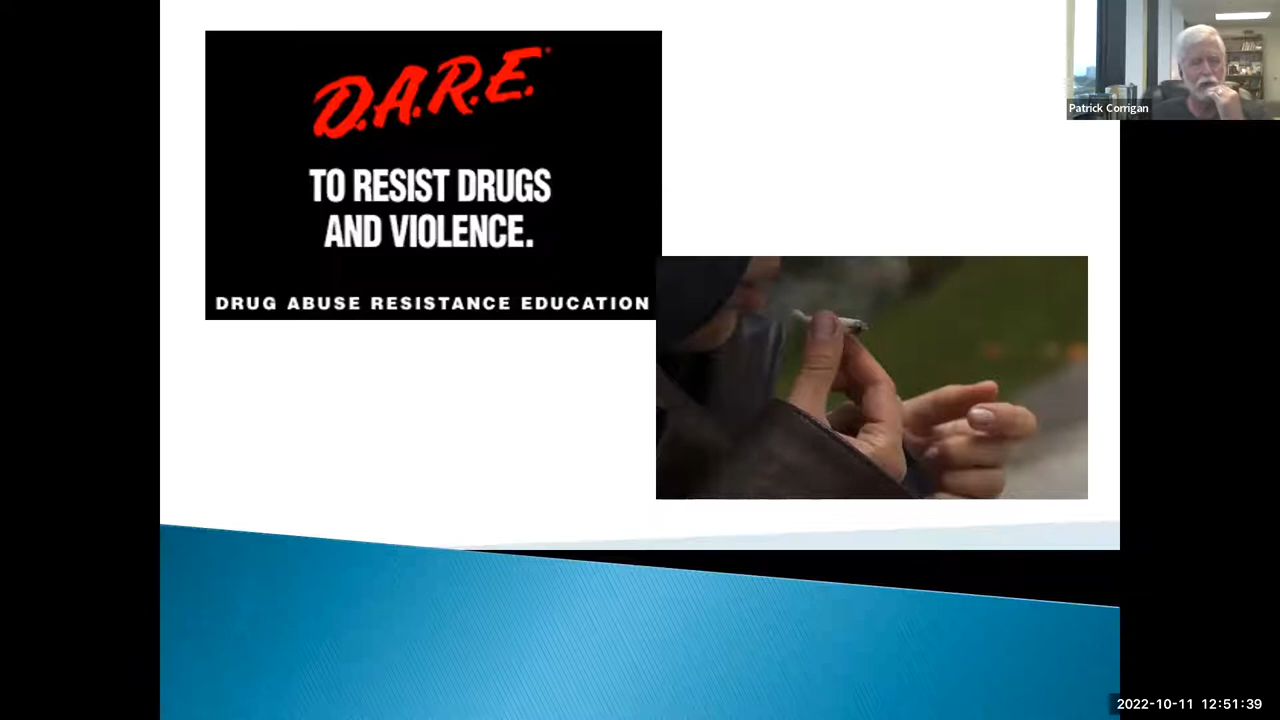 D.A.R.E.
TO RESIST DRUGS
AND VIOLENCE.
DRUG ABUSE RESISTANCE EDUCATION
Patrick Corrigan
2022-10-11 12:51:39